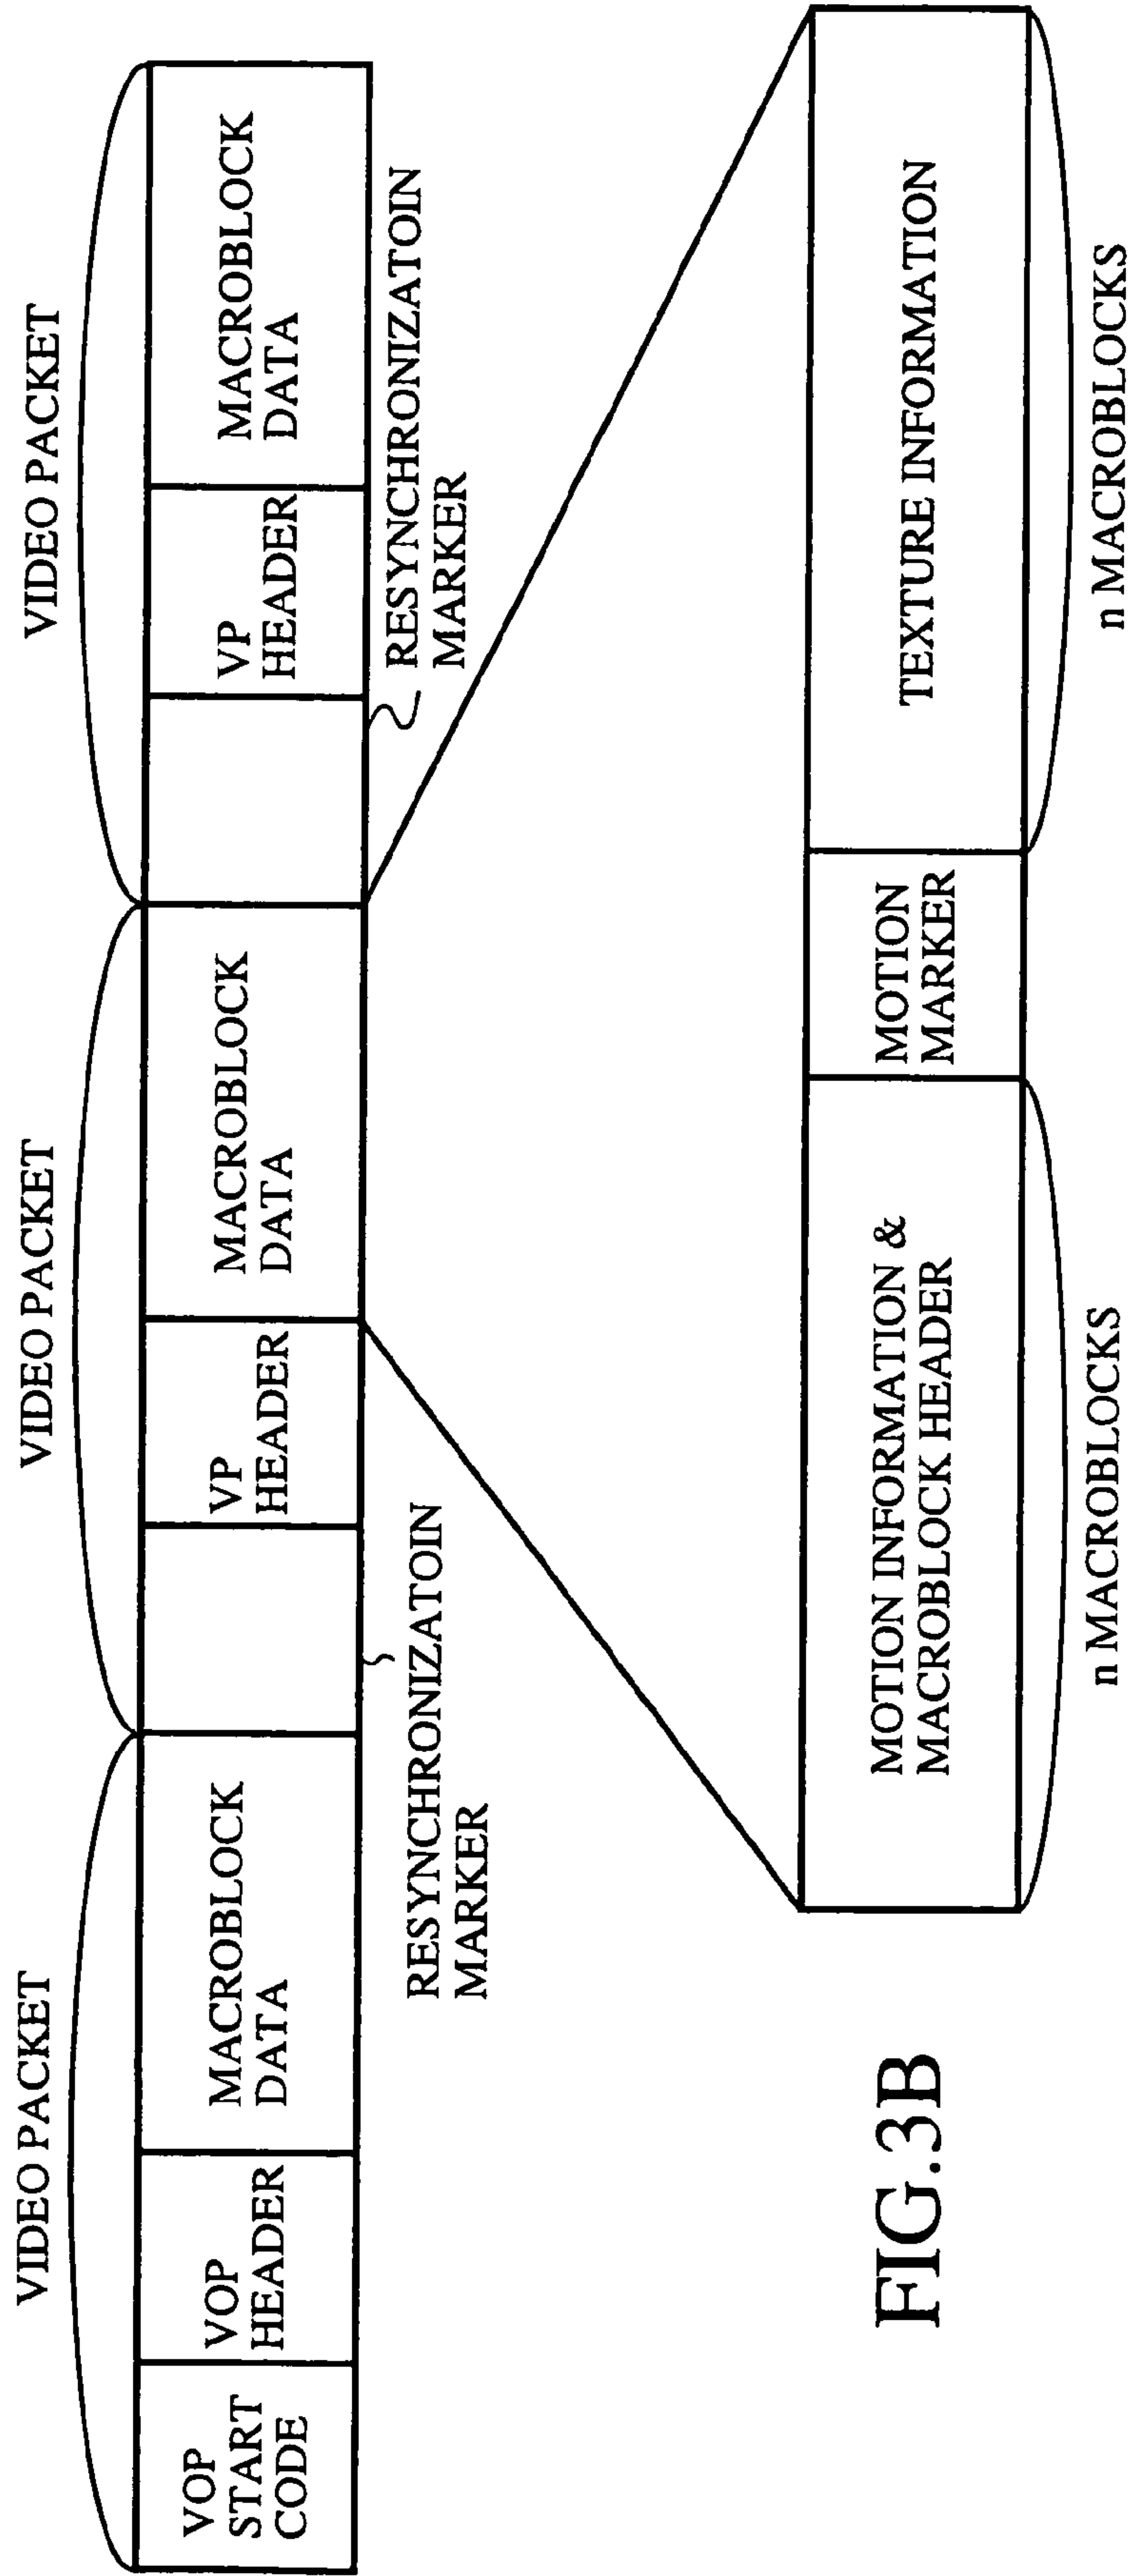 VIDEO PACKET
VIDEO PACKET
VIDEO PACKET
VOP
START
CODE
VOP
HEADER
MACROBLOCK
DATA
VP
HEADER
MACROBLOCK
DATA
VP
HEADER
MACROBLOCK
DATA
RESYNCHRONIZATOIN
MARKER
RESYNCHRONIZATOIN
MARKER
FIG.3B
MOTION INFORMATION &
MACROBLOCK HEADER
MOTION
MARKER
TEXTURE INFORMATION
n MACROBLOCKS
n MACROBLOCKS